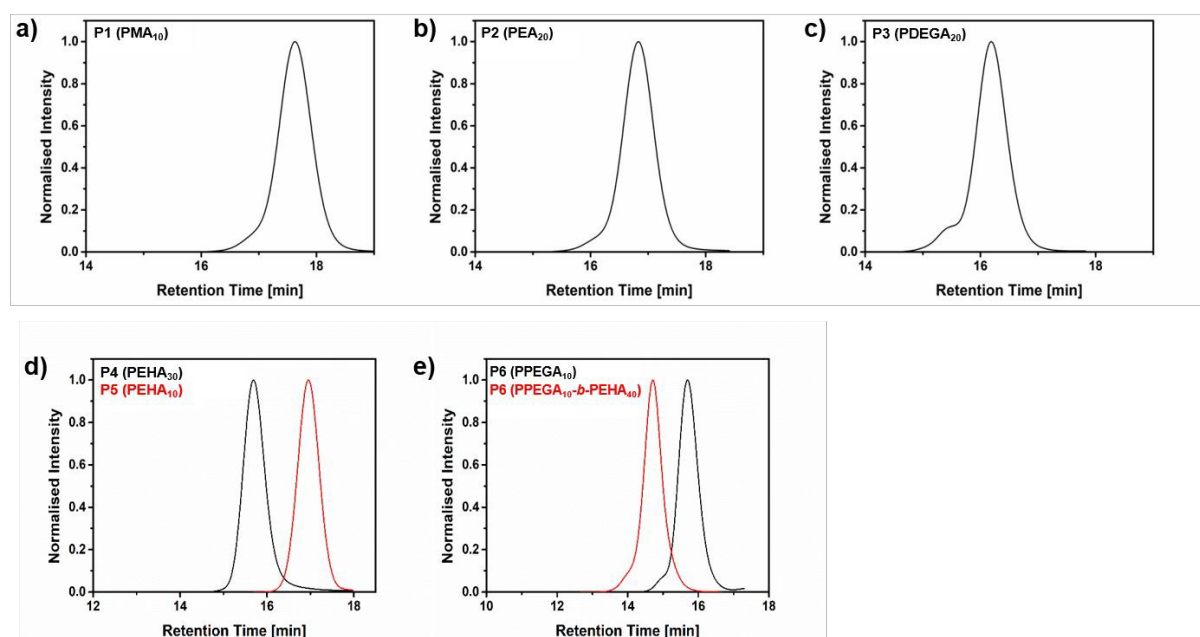 a)
P1 (PMA₁₀)
Normalised Intensity
1.0
0.8
0.6
0.4
0.2
0.0
14 16 18
Retention Time [min]
b)
P2 (PEA₂₀)
Normalised Intensity
1.0
0.8
0.6
0.4
0.2
0.0
14 16 18
Retention Time [min]
c)
P3 (PDEGA₂₀)
Normalised Intensity
1.0
0.8
0.6
0.4
0.2
0.0
14 16 18
Retention Time [min]
d)
P4 (PEHA₃₀)
P5 (PEHA₁₀)
Normalised Intensity
1.0
0.8
0.6
0.4
0.2
0.0
12 14 16 18
Retention Time [min]
e)
P6 (PPEGA₁₀)
P6 (PPEGA₁₀-b-PEHA₄₀)
Normalised Intensity
1.0
0.8
0.6
0.4
0.2
0.0
10 12 14 16 18
Retention Time [min]